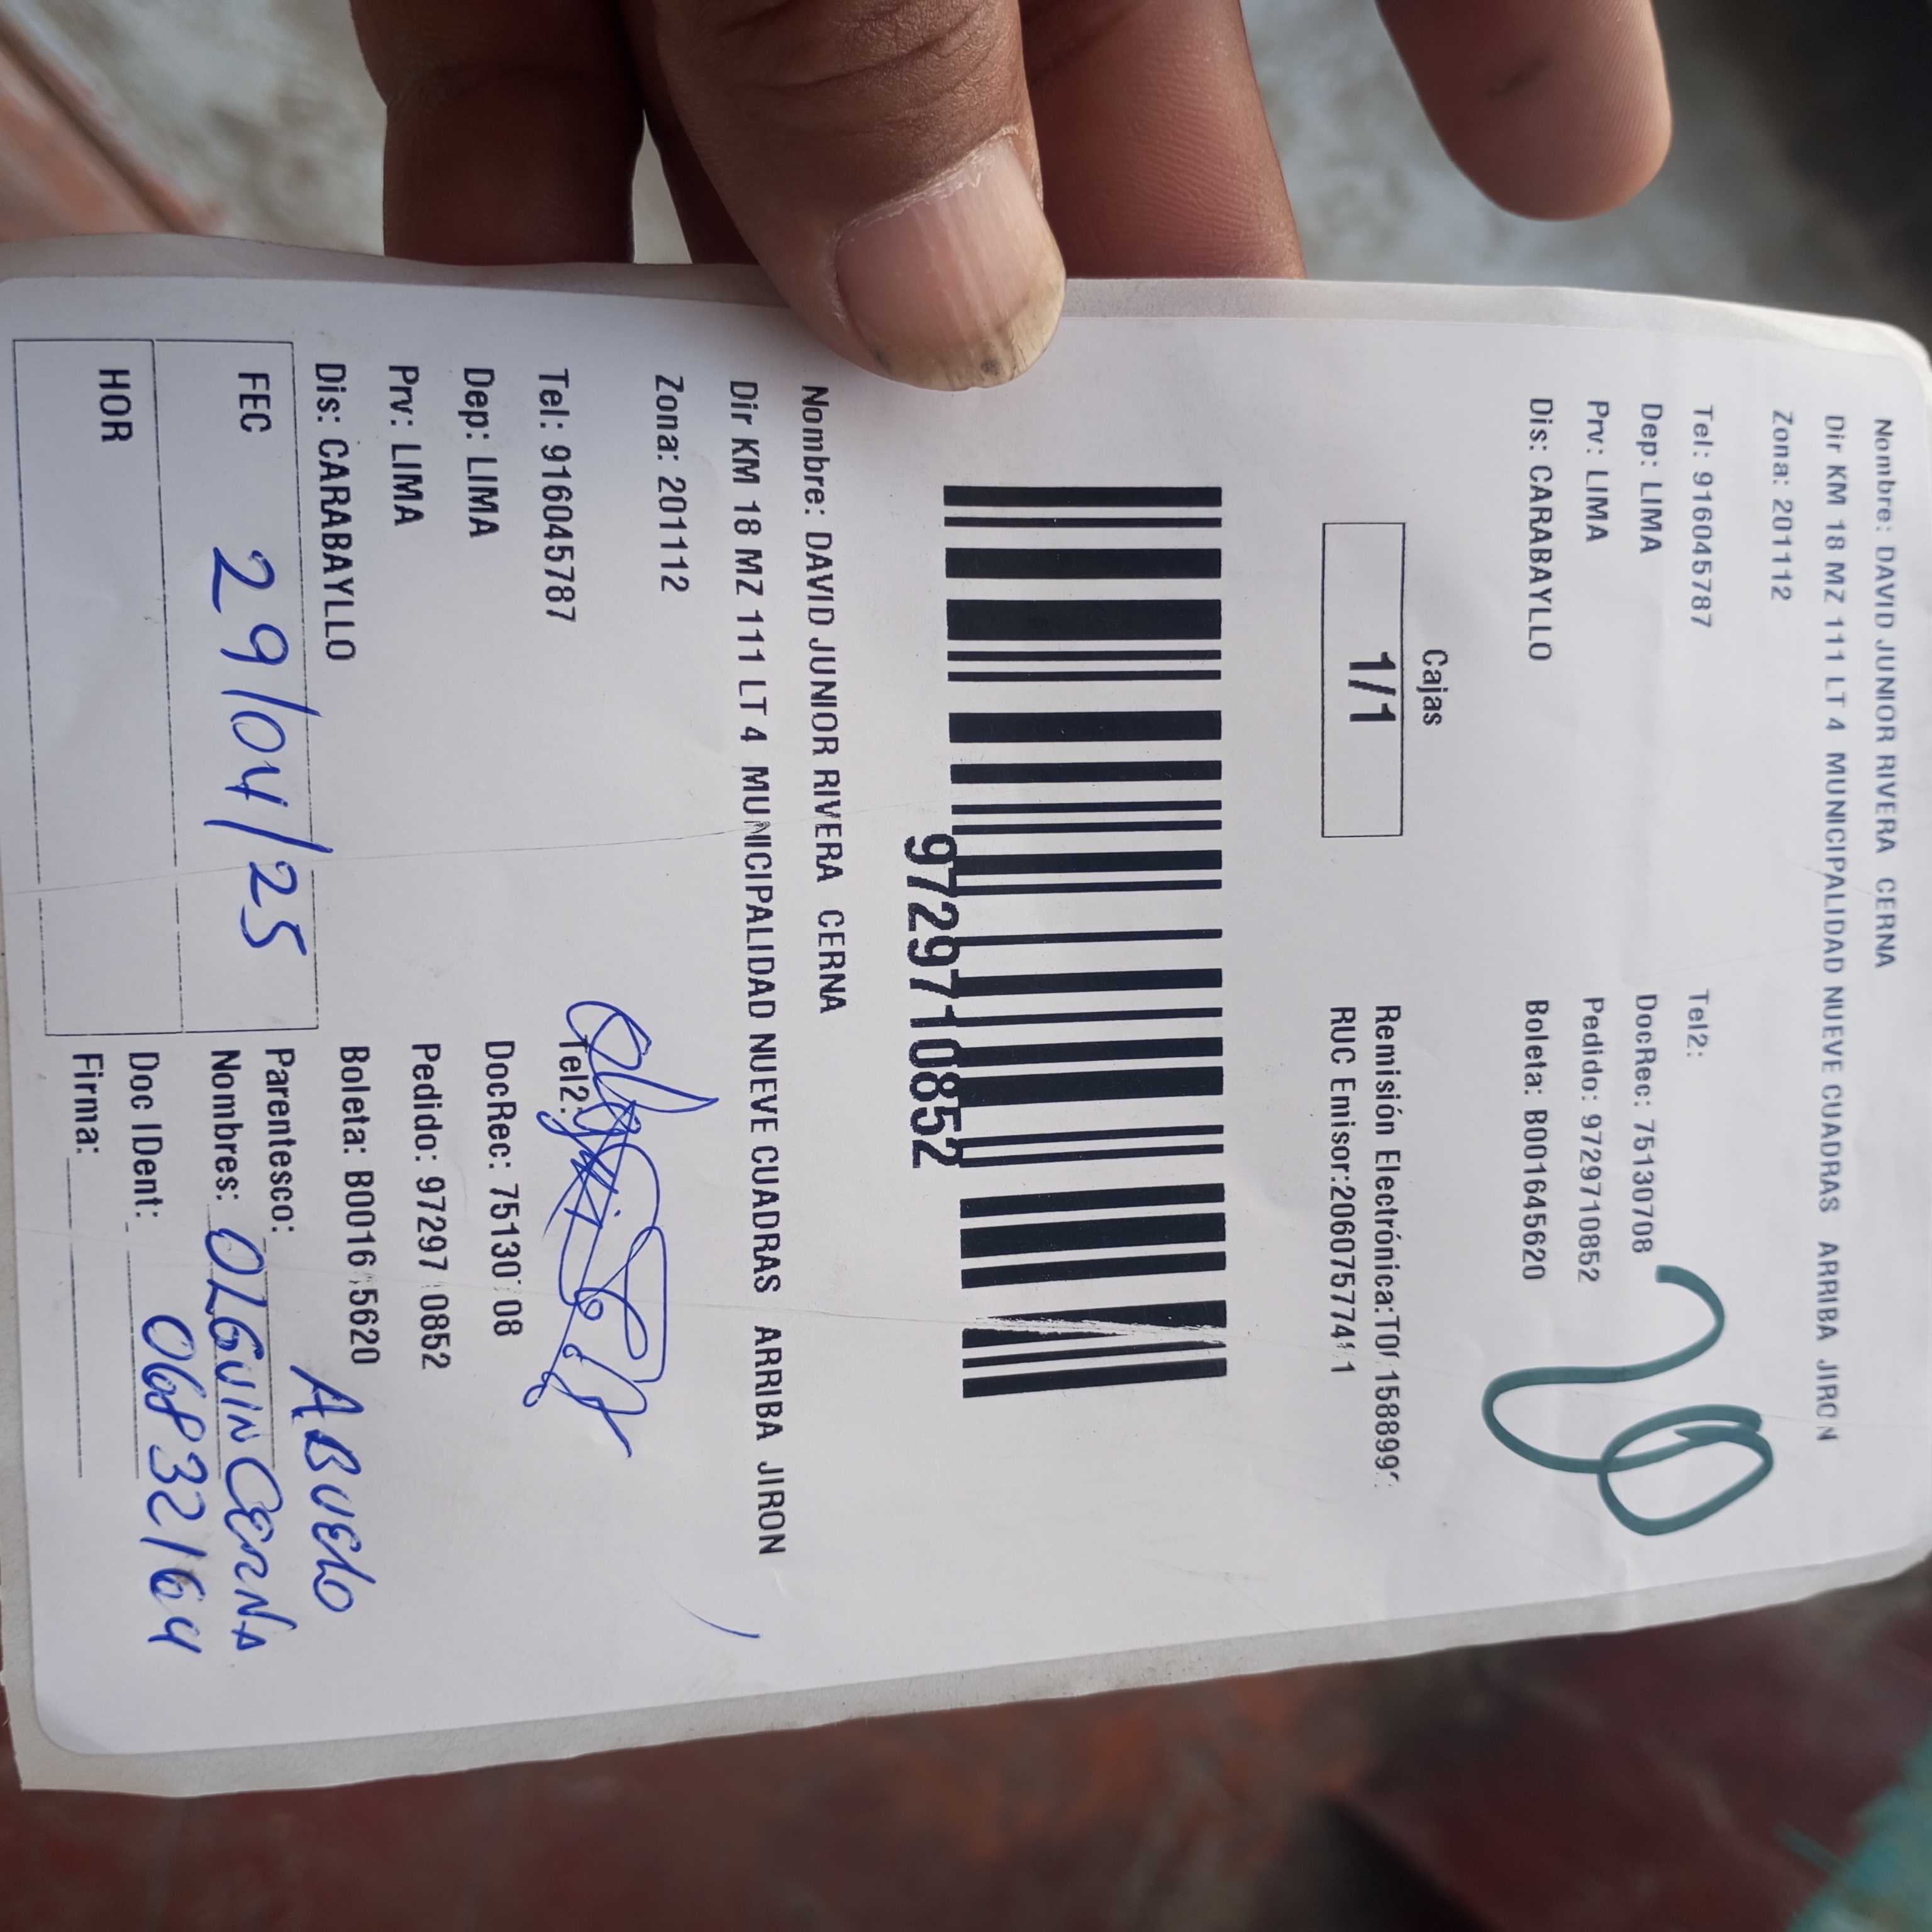 Nombre: DAVID JUNIOR RIVERA CERNA
Dir KM 18 MZ 111 LT 4 MUNICIPALIDAD NUEVE CUADRAS ARRIBA JIRON
Zona: 201112
Tel: 916045787 Tel2:
Dep: LIMA DocRec: 75130708
Prv: LIMA Pedido: 9729710852
Dis: CARABAYLLO Boleta: B001645620
Cajas
1/1
Remisión Electrónica:
RUC Emisor:
9729710852
Nombre: DAVID JUNIOR RIVERA CERNA
Dir KM 18 MZ 111 LT 4 MUNICIPALIDAD NUEVE CUADRAS ARRIBA JIRON
Zona: 201112
Tel: 916045787 Tel2:
Dep: LIMA DocRec: 75130708
Prv: LIMA Pedido: 9729710852
Dis: CARABAYLLO Boleta: B001645620
FEC 29/04/25
HOR
Parentesco: ABUELO
Nombres: OLGUIN CERNA
Doc IDent: 06832164
Firma: